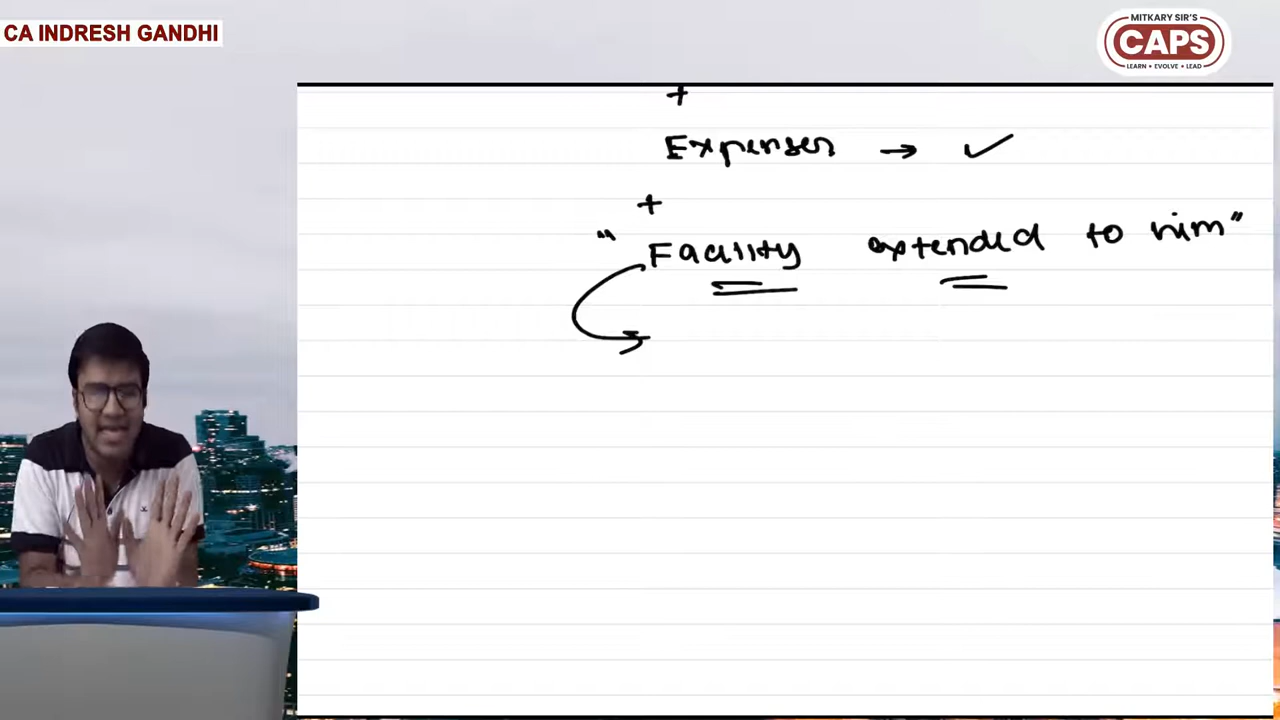 CA INDRESH GANDHI
MITKARY SIR'S
CAPS
LEARN • EVOLVE • LEAD
+
Expenses → ✓
+
" Facility extended to him"